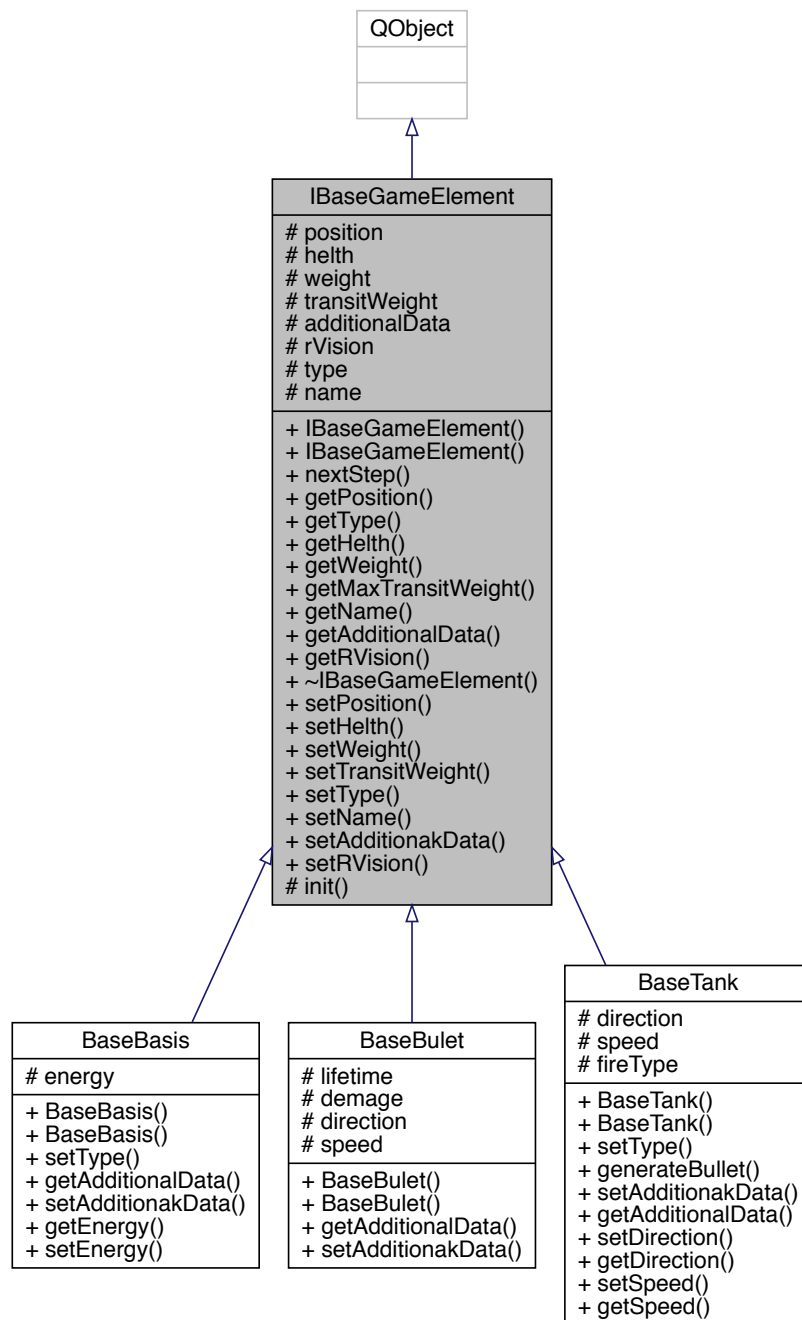 QObject
IBaseGameElement
# position
# helth
# weight
# transitWeight
# additionalData
# rVision
# type
# name
+ IBaseGameElement()
+ IBaseGameElement()
+ nextStep()
+ getPosition()
+ getType()
+ getHelth()
+ getWeight()
+ getMaxTransitWeight()
+ getName()
+ getAdditionalData()
+ getRVision()
+ ~IBaseGameElement()
+ setPosition()
+ setHelth()
+ setWeight()
+ setTransitWeight()
+ setType()
+ setName()
+ setAdditionakData()
+ setRVision()
# init()
BaseBasis
# energy
+ BaseBasis()
+ BaseBasis()
+ setType()
+ getAdditionalData()
+ setAdditionakData()
+ getEnergy()
+ setEnergy()
BaseBulet
# lifetime
# demage
# direction
# speed
+ BaseBulet()
+ BaseBulet()
+ getAdditionalData()
+ setAdditionakData()
BaseTank
# direction
# speed
# fireType
+ BaseTank()
+ BaseTank()
+ setType()
+ generateBullet()
+ setAdditionakData()
+ getAdditionalData()
+ setDirection()
+ getDirection()
+ setSpeed()
+ getSpeed()